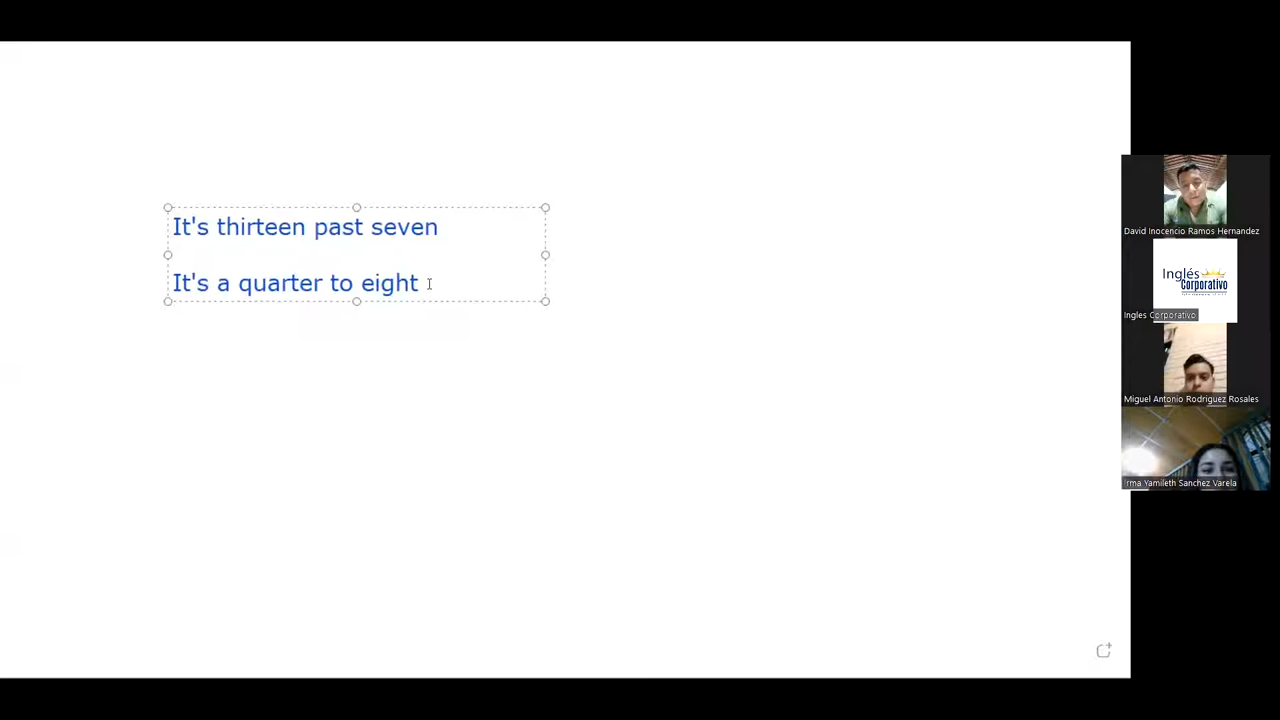 It's thirteen past seven
It's a quarter to eight
David Inocencio Ramos Hernandez
Inglés
Corporativo
Ingles Corporativo
Miguel Antonio Rodriguez Rosales
Irma Yamileth Sanchez Varela